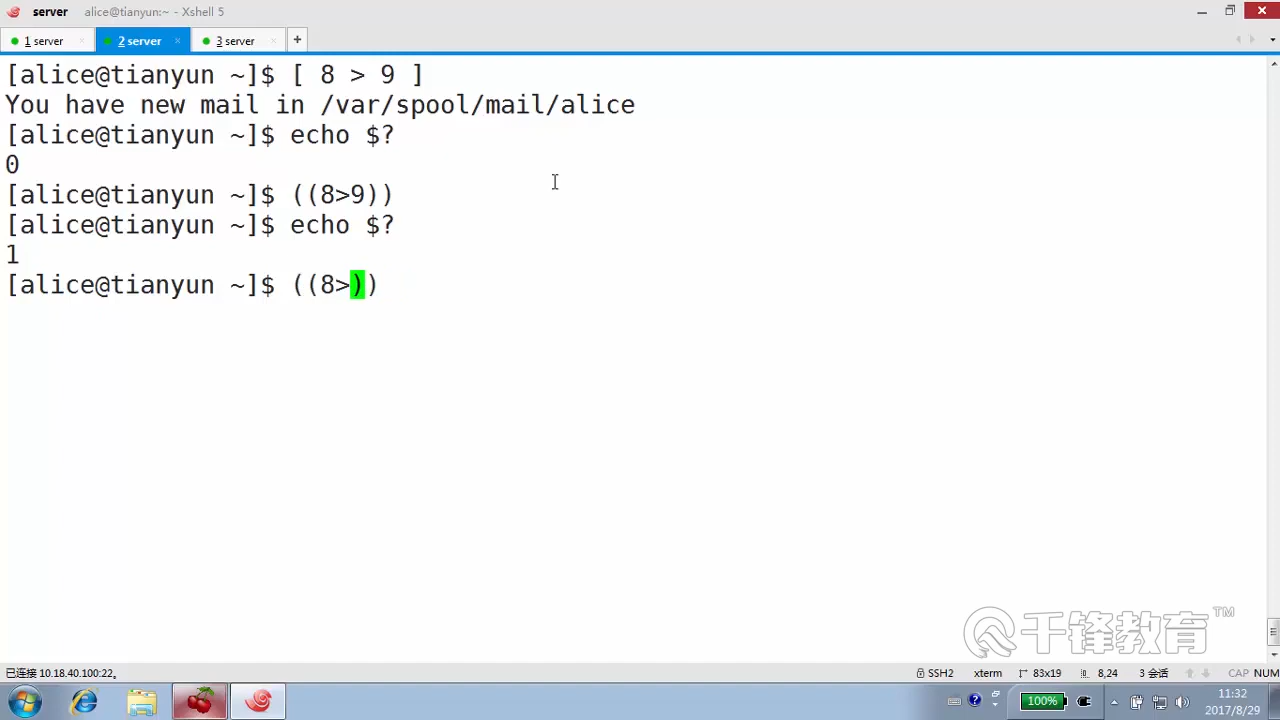 server alice@tianyun:~ - Xshell 5
1 server 2 server 3 server +
[alice@tianyun ~]$ [ 8 > 9 ]
You have new mail in /var/spool/mail/alice
[alice@tianyun ~]$ echo $?
0
[alice@tianyun ~]$ ((8>9))
[alice@tianyun ~]$ echo $?
1
[alice@tianyun ~]$ ((8>))
千锋教育 TM
已连接 10.18.40.100:22。 SSH2 xterm 83x19 8,24 3 会话 CAP NUM
100% 11:32
2017/8/29